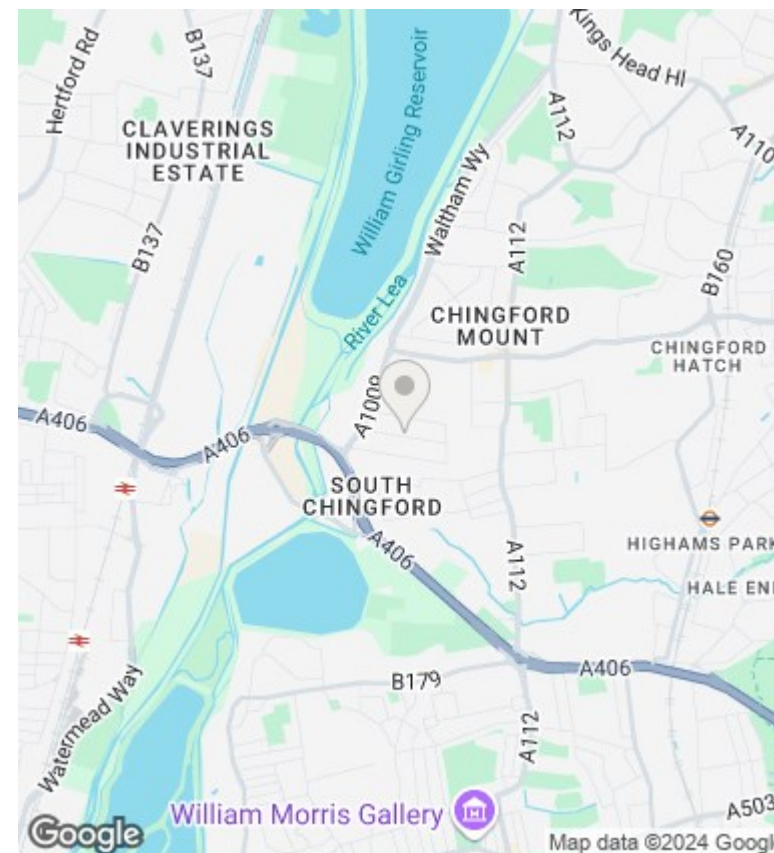 Hertford Rd
B137
Kings Head Hl
A112
A110
CLAVERINGS
INDUSTRIAL
ESTATE
William Girling Reservoir
Waltham Wy
B137
A112
B160
River Lea
CHINGFORD
MOUNT
CHINGFORD
HATCH
A1009
A406
A406
SOUTH
CHINGFORD
A406
A112
HIGHAMS PARK
HALE END
A406
B179
A112
Watermead Way
William Morris Gallery
A503
Google
Map data ©2024 Google